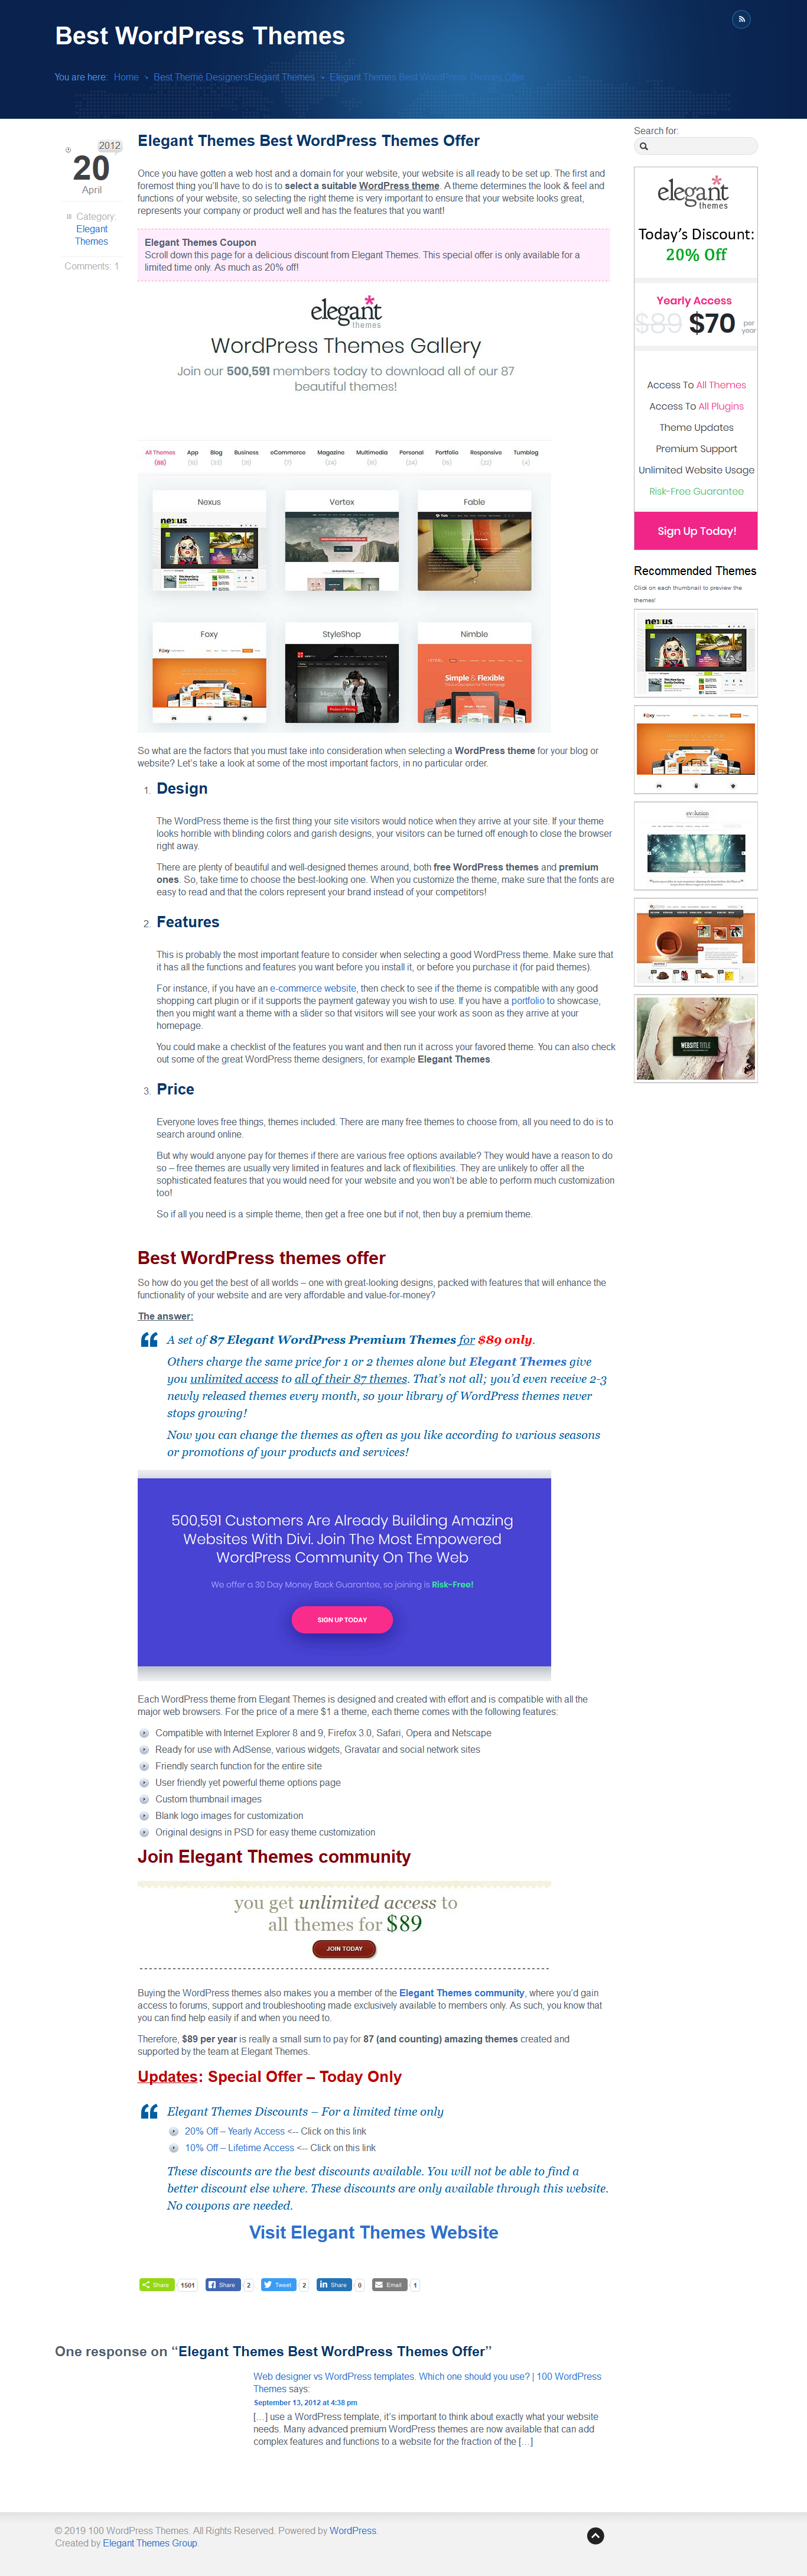 Best WordPress Themes
You are here: Home » Best Theme DesignersElegant Themes » Elegant Themes Best WordPress Themes Offer
2012
20
April
Category:
Elegant
Themes
Comments: 1
Elegant Themes Best WordPress Themes Offer
Once you have gotten a web host and a domain for your website, your website is all ready to be set up. The first and
foremost thing you'll have to do is to select a suitable WordPress theme. A theme determines the look & feel and
functions of your website, so selecting the right theme is very important to ensure that your website looks great,
represents your company or product well and has the features that you want!
Elegant Themes Coupon
Scroll down this page for a delicious discount from Elegant Themes. This special offer is only available for a
limited time only. As much as 20% off!
elegant
themes
WordPress Themes Gallery
Join our 500,591 members today to download all of our 87
beautiful themes!
All Themes App Blog Business eCommerce Magazine Multimedia Personal Portfolio Responsive Tumblog
Nexus Vertex Fable
Foxy StyleShop Nimble
Simple & Flexible
So what are the factors that you must take into consideration when selecting a WordPress theme for your blog or
website? Let's take a look at some of the most important factors, in no particular order.
1. Design
The WordPress theme is the first thing your site visitors would notice when they arrive at your site. If your theme
looks horrible with blinding colors and garish designs, your visitors can be turned off enough to close the browser
right away.
There are plenty of beautiful and well-designed themes around, both free WordPress themes and premium
ones. So, take time to choose the best-looking one. When you customize the theme, make sure that the fonts are
easy to read and that the colors represent your brand instead of your competitors!
2. Features
This is probably the most important feature to consider when selecting a good WordPress theme. Make sure that
it has all the functions and features you want before you install it, or before you purchase it (for paid themes).
For instance, if you have an e-commerce website, then check to see if the theme is compatible with any good
shopping cart plugin or if it supports the payment gateway you wish to use. If you have a portfolio to showcase,
then you might want a theme with a slider so that visitors will see your work as soon as they arrive at your
homepage.
You could make a checklist of the features you want and then run it across your favored theme. You can also check
out some of the great WordPress theme designers, for example Elegant Themes.
3. Price
Everyone loves free things, themes included. There are many free themes to choose from, all you need to do is to
search around online.
But why would anyone pay for themes if there are various free options available? They would have a reason to do
so – free themes are usually very limited in features and lack of flexibilities. They are unlikely to offer all the
sophisticated features that you would need for your website and you won't be able to perform much customization
too!
So if all you need is a simple theme, then get a free one but if not, then buy a premium theme.
Best WordPress themes offer
So how do you get the best of all worlds – one with great-looking designs, packed with features that will enhance the
functionality of your website and are very affordable and value-for-money?
The answer:
A set of 87 Elegant WordPress Premium Themes for $89 only.
Others charge the same price for 1 or 2 themes alone but Elegant Themes give
you unlimited access to all of their 87 themes. That's not all; you'd even receive 2-3
newly released themes every month, so your library of WordPress themes never
stops growing!
Now you can change the themes as often as you like according to various seasons
or promotions of your products and services!
500,591 Customers Are Already Building Amazing
Websites With Divi. Join The Most Empowered
WordPress Community On The Web
We offer a 30 Day Money Back Guarantee, so joining is Risk-Free!
SIGN UP TODAY
Each WordPress theme from Elegant Themes is designed and created with effort and is compatible with all the
major web browsers. For the price of a mere $1 a theme, each theme comes with the following features:
Compatible with Internet Explorer 8 and 9, Firefox 3.0, Safari, Opera and Netscape
Ready for use with AdSense, various widgets, Gravatar and social network sites
Friendly search function for the entire site
User friendly yet powerful theme options page
Custom thumbnail images
Blank logo images for customization
Original designs in PSD for easy theme customization
Join Elegant Themes community
you get unlimited access to
all themes for $89
JOIN TODAY
Buying the WordPress themes also makes you a member of the Elegant Themes community, where you'd gain
access to forums, support and troubleshooting made exclusively available to members only. As such, you know that
you can find help easily if and when you need to.
Therefore, $89 per year is really a small sum to pay for 87 (and counting) amazing themes created and
supported by the team at Elegant Themes.
Updates: Special Offer – Today Only
Elegant Themes Discounts – For a limited time only
20% Off – Yearly Access <-- Click on this link
10% Off – Lifetime Access <-- Click on this link
These discounts are the best discounts available. You will not be able to find a
better discount else where. These discounts are only available through this website.
No coupons are needed.
Visit Elegant Themes Website
Share 1501 Share 2 Tweet 2 Share 0 Email 1
One response on “Elegant Themes Best WordPress Themes Offer”
Web designer vs WordPress templates. Which one should you use? | 100 WordPress
Themes says:
September 13, 2012 at 4:38 pm
[…] use a WordPress template, it's important to think about exactly what your website
needs. Many advanced premium WordPress themes are now available that can add
complex features and functions to a website for the fraction of the […]
Search for:
elegant
themes
Today's Discount:
20% Off
Yearly Access
$89 $70 per
year
Access To All Themes
Access To All Plugins
Theme Updates
Premium Support
Unlimited Website Usage
Risk-Free Guarantee
Sign Up Today!
Recommended Themes
Click on each thumbnail to preview the
themes!
nexus
Foxy
evolution
WEBSITE TITLE
© 2019 100 WordPress Themes. All Rights Reserved. Powered by WordPress.
Created by Elegant Themes Group.